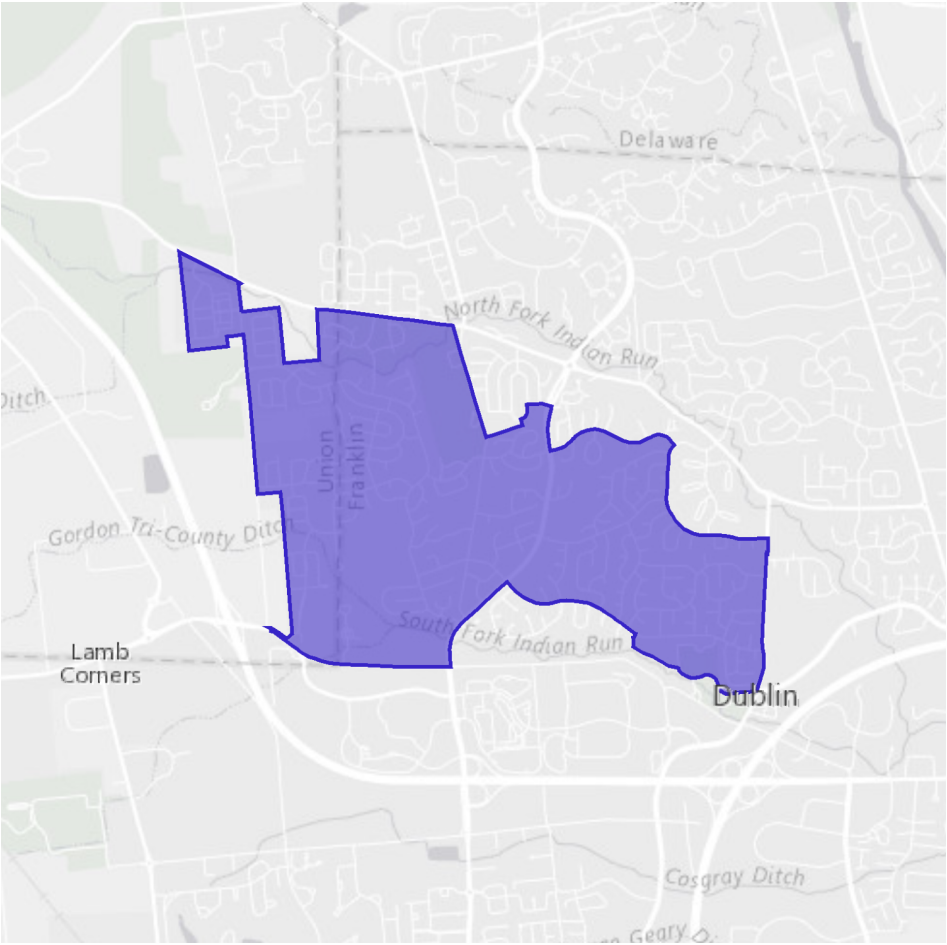 Delaware
North Fork Indian Run
Ditch
Union
Franklin
Gordon Tri-County Ditch
South Fork Indian Run
Lamb
Corners
Dublin
Cosgray Ditch
Geary